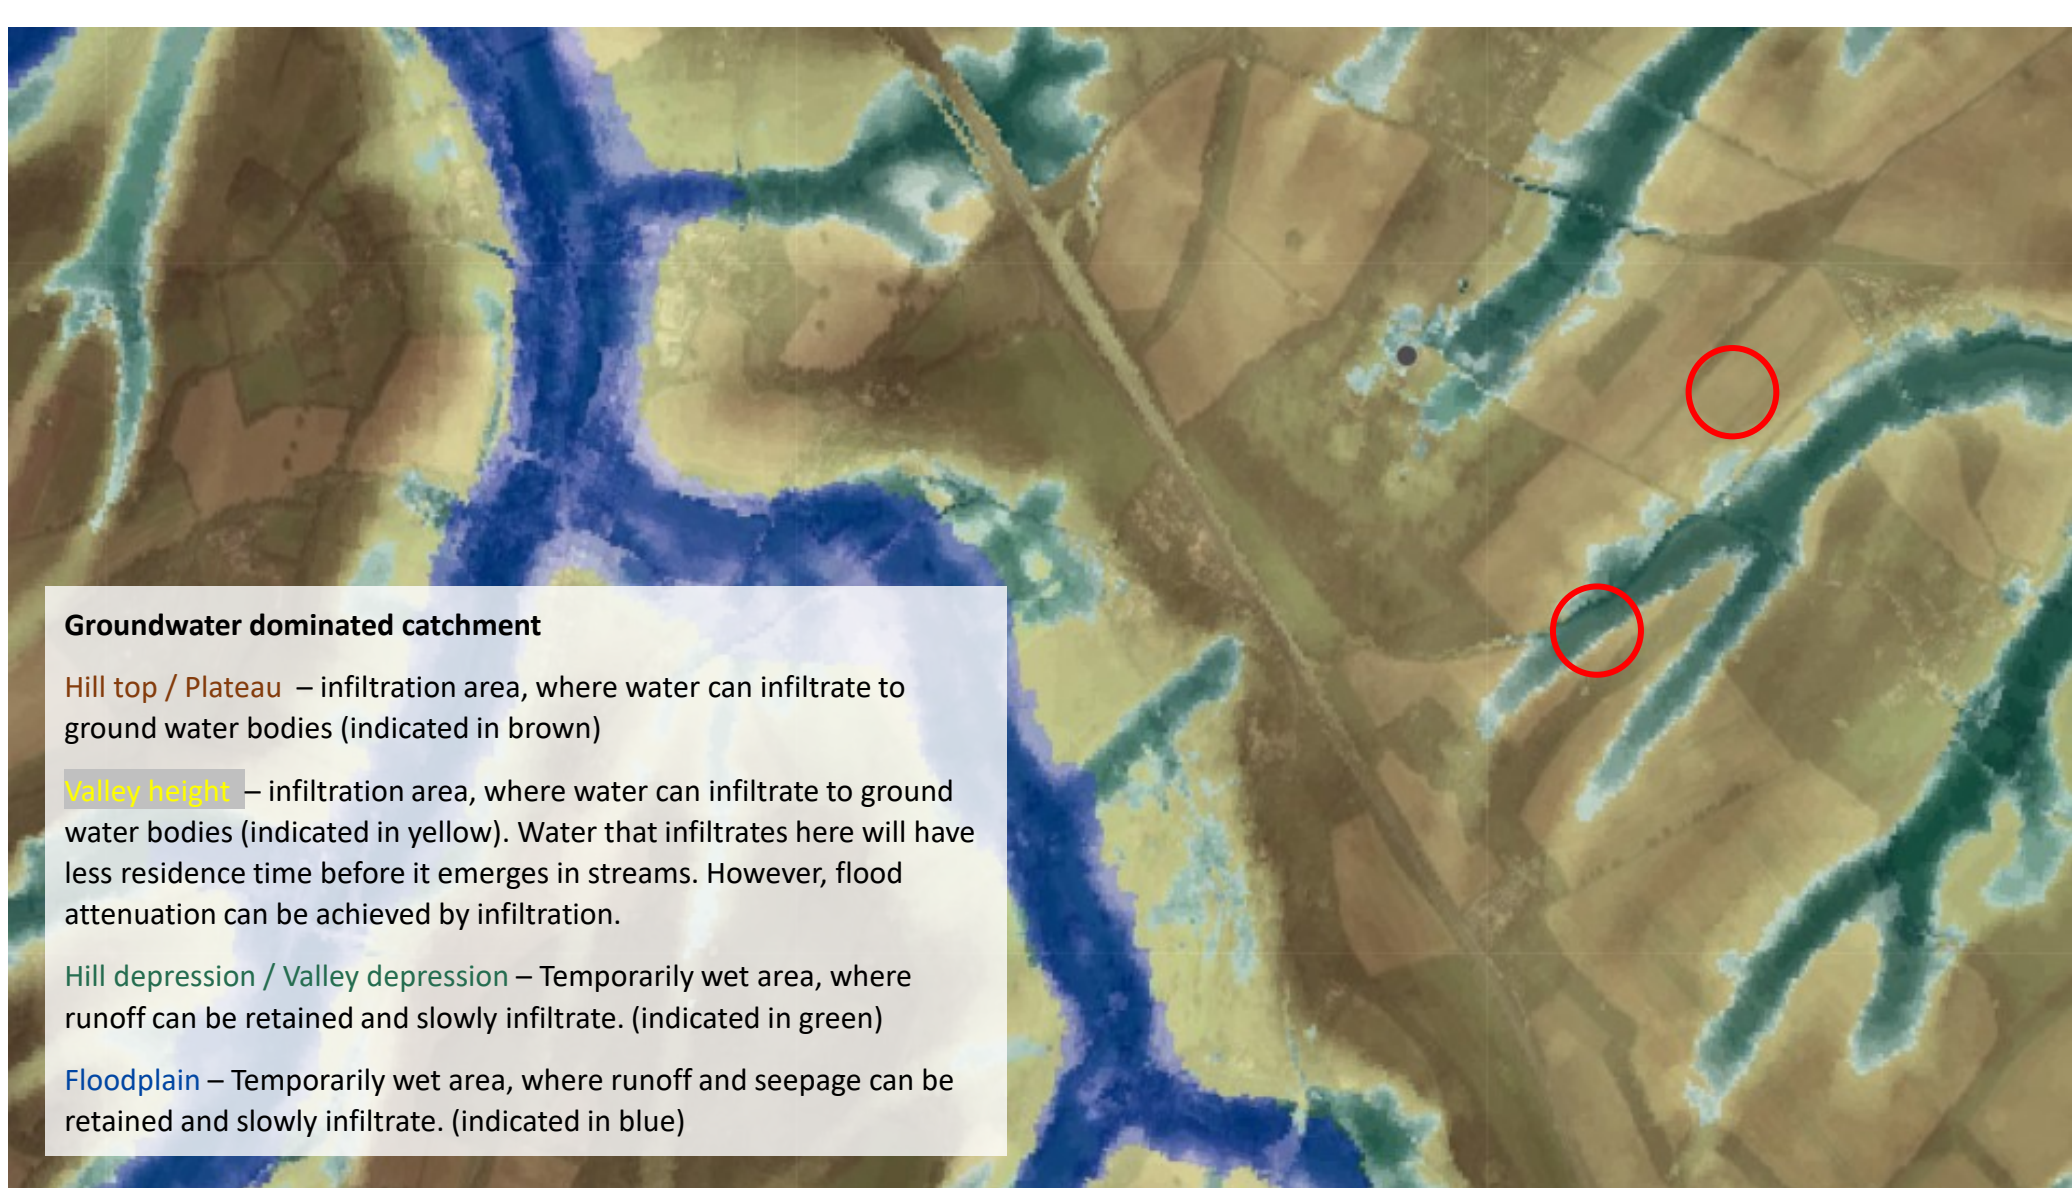 Groundwater dominated catchment
Hill top / Plateau – infiltration area, where water can infiltrate to
ground water bodies (indicated in brown)
Valley height – infiltration area, where water can infiltrate to ground
water bodies (indicated in yellow). Water that infiltrates here will have
less residence time before it emerges in streams. However, flood
attenuation can be achieved by infiltration.
Hill depression / Valley depression – Temporarily wet area, where
runoff can be retained and slowly infiltrate. (indicated in green)
Floodplain – Temporarily wet area, where runoff and seepage can be
retained and slowly infiltrate. (indicated in blue)